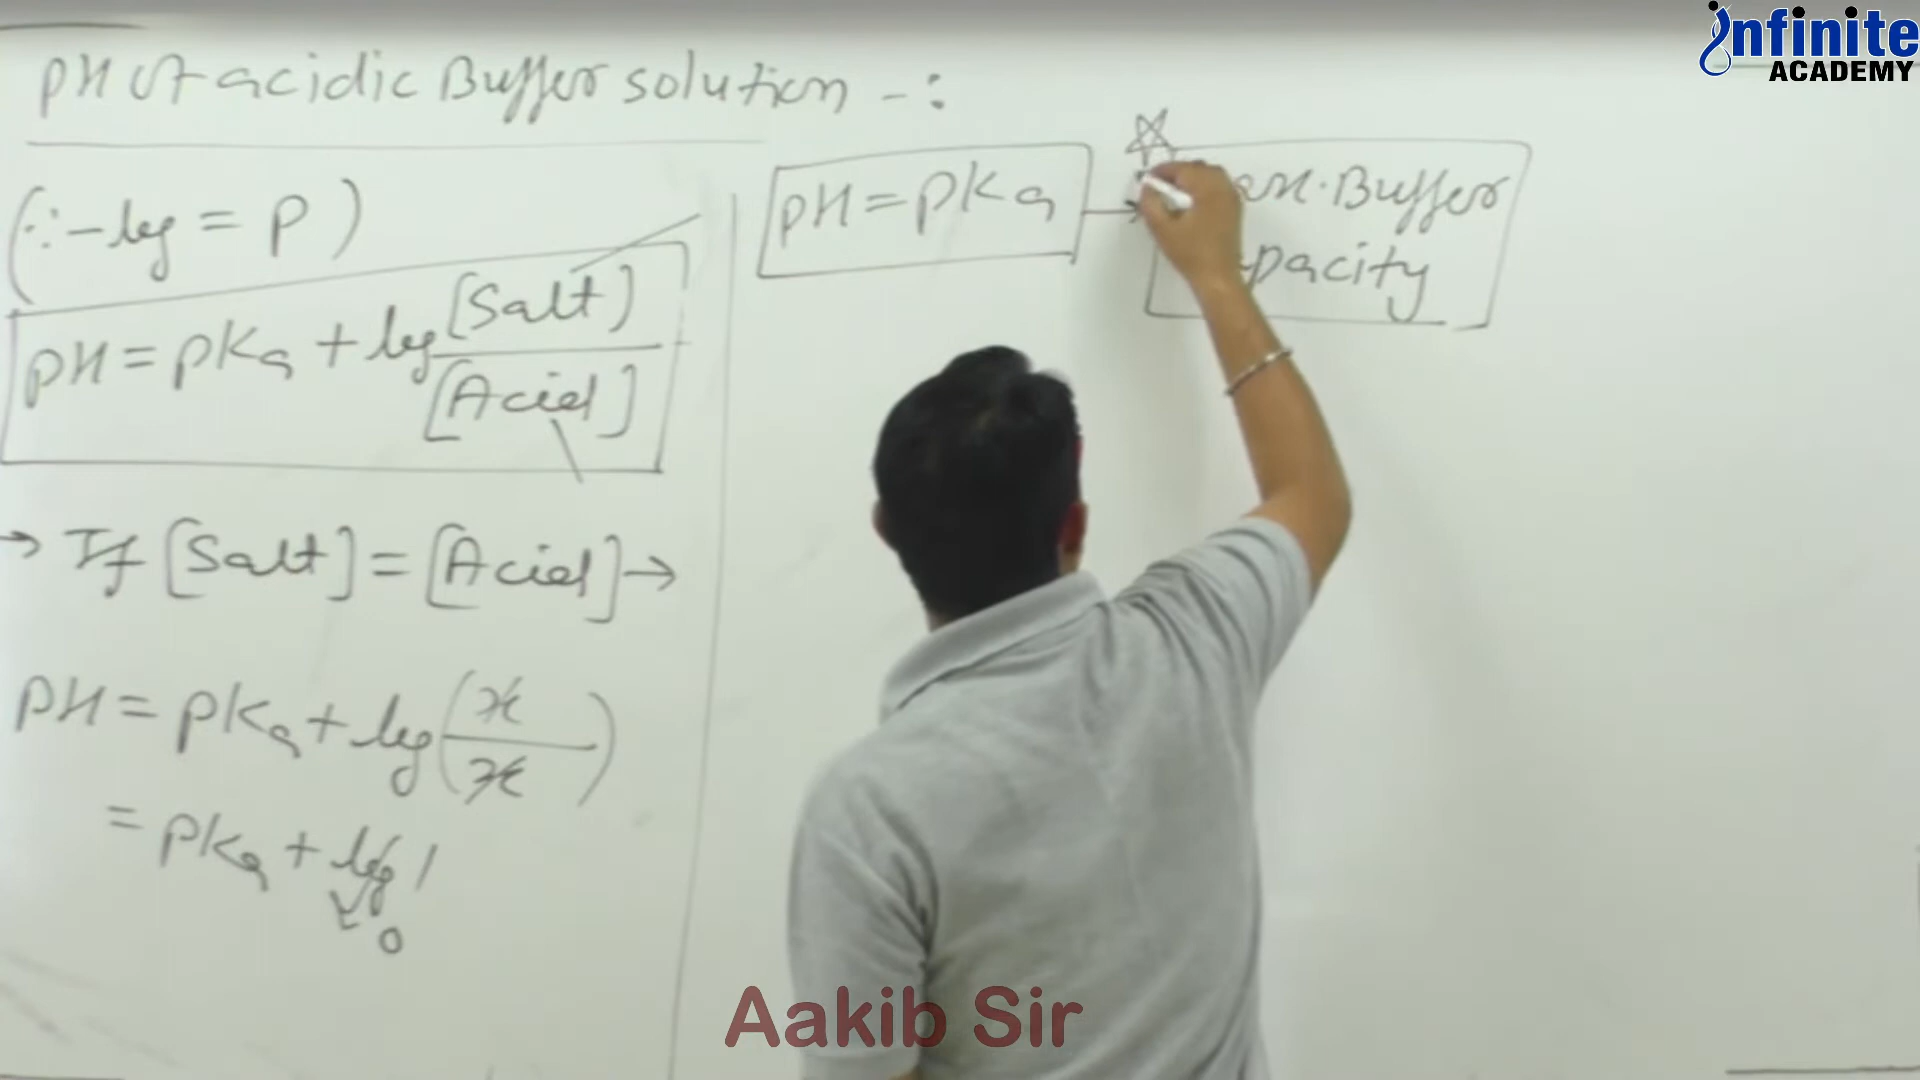 pH of acidic Buffer solution -:
(∵ -log = p)
pH = pKa + log [Salt]/[Acid]
→ If [Salt] = [Acid] →
pH = pKa + log (x/x)
= pKa + log 1
0
pH = pKa →
Buffer
Infinite
ACADEMY
Aakib Sir